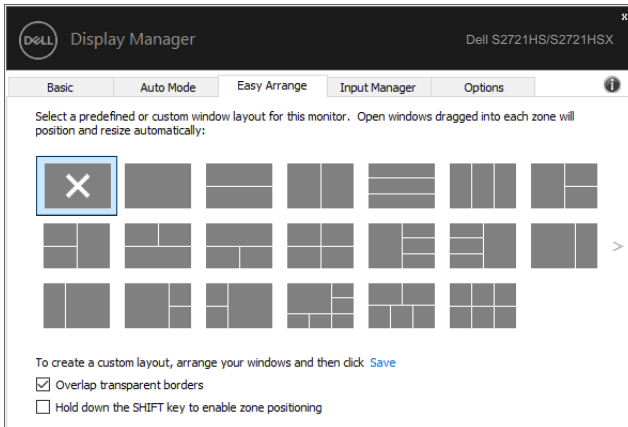 x
DELL Display Manager Dell S2721HS/S2721HSX
Basic Auto Mode Easy Arrange Input Manager Options i
Select a predefined or custom window layout for this monitor. Open windows dragged into each zone will
position and resize automatically:
>
To create a custom layout, arrange your windows and then click Save
Overlap transparent borders
Hold down the SHIFT key to enable zone positioning